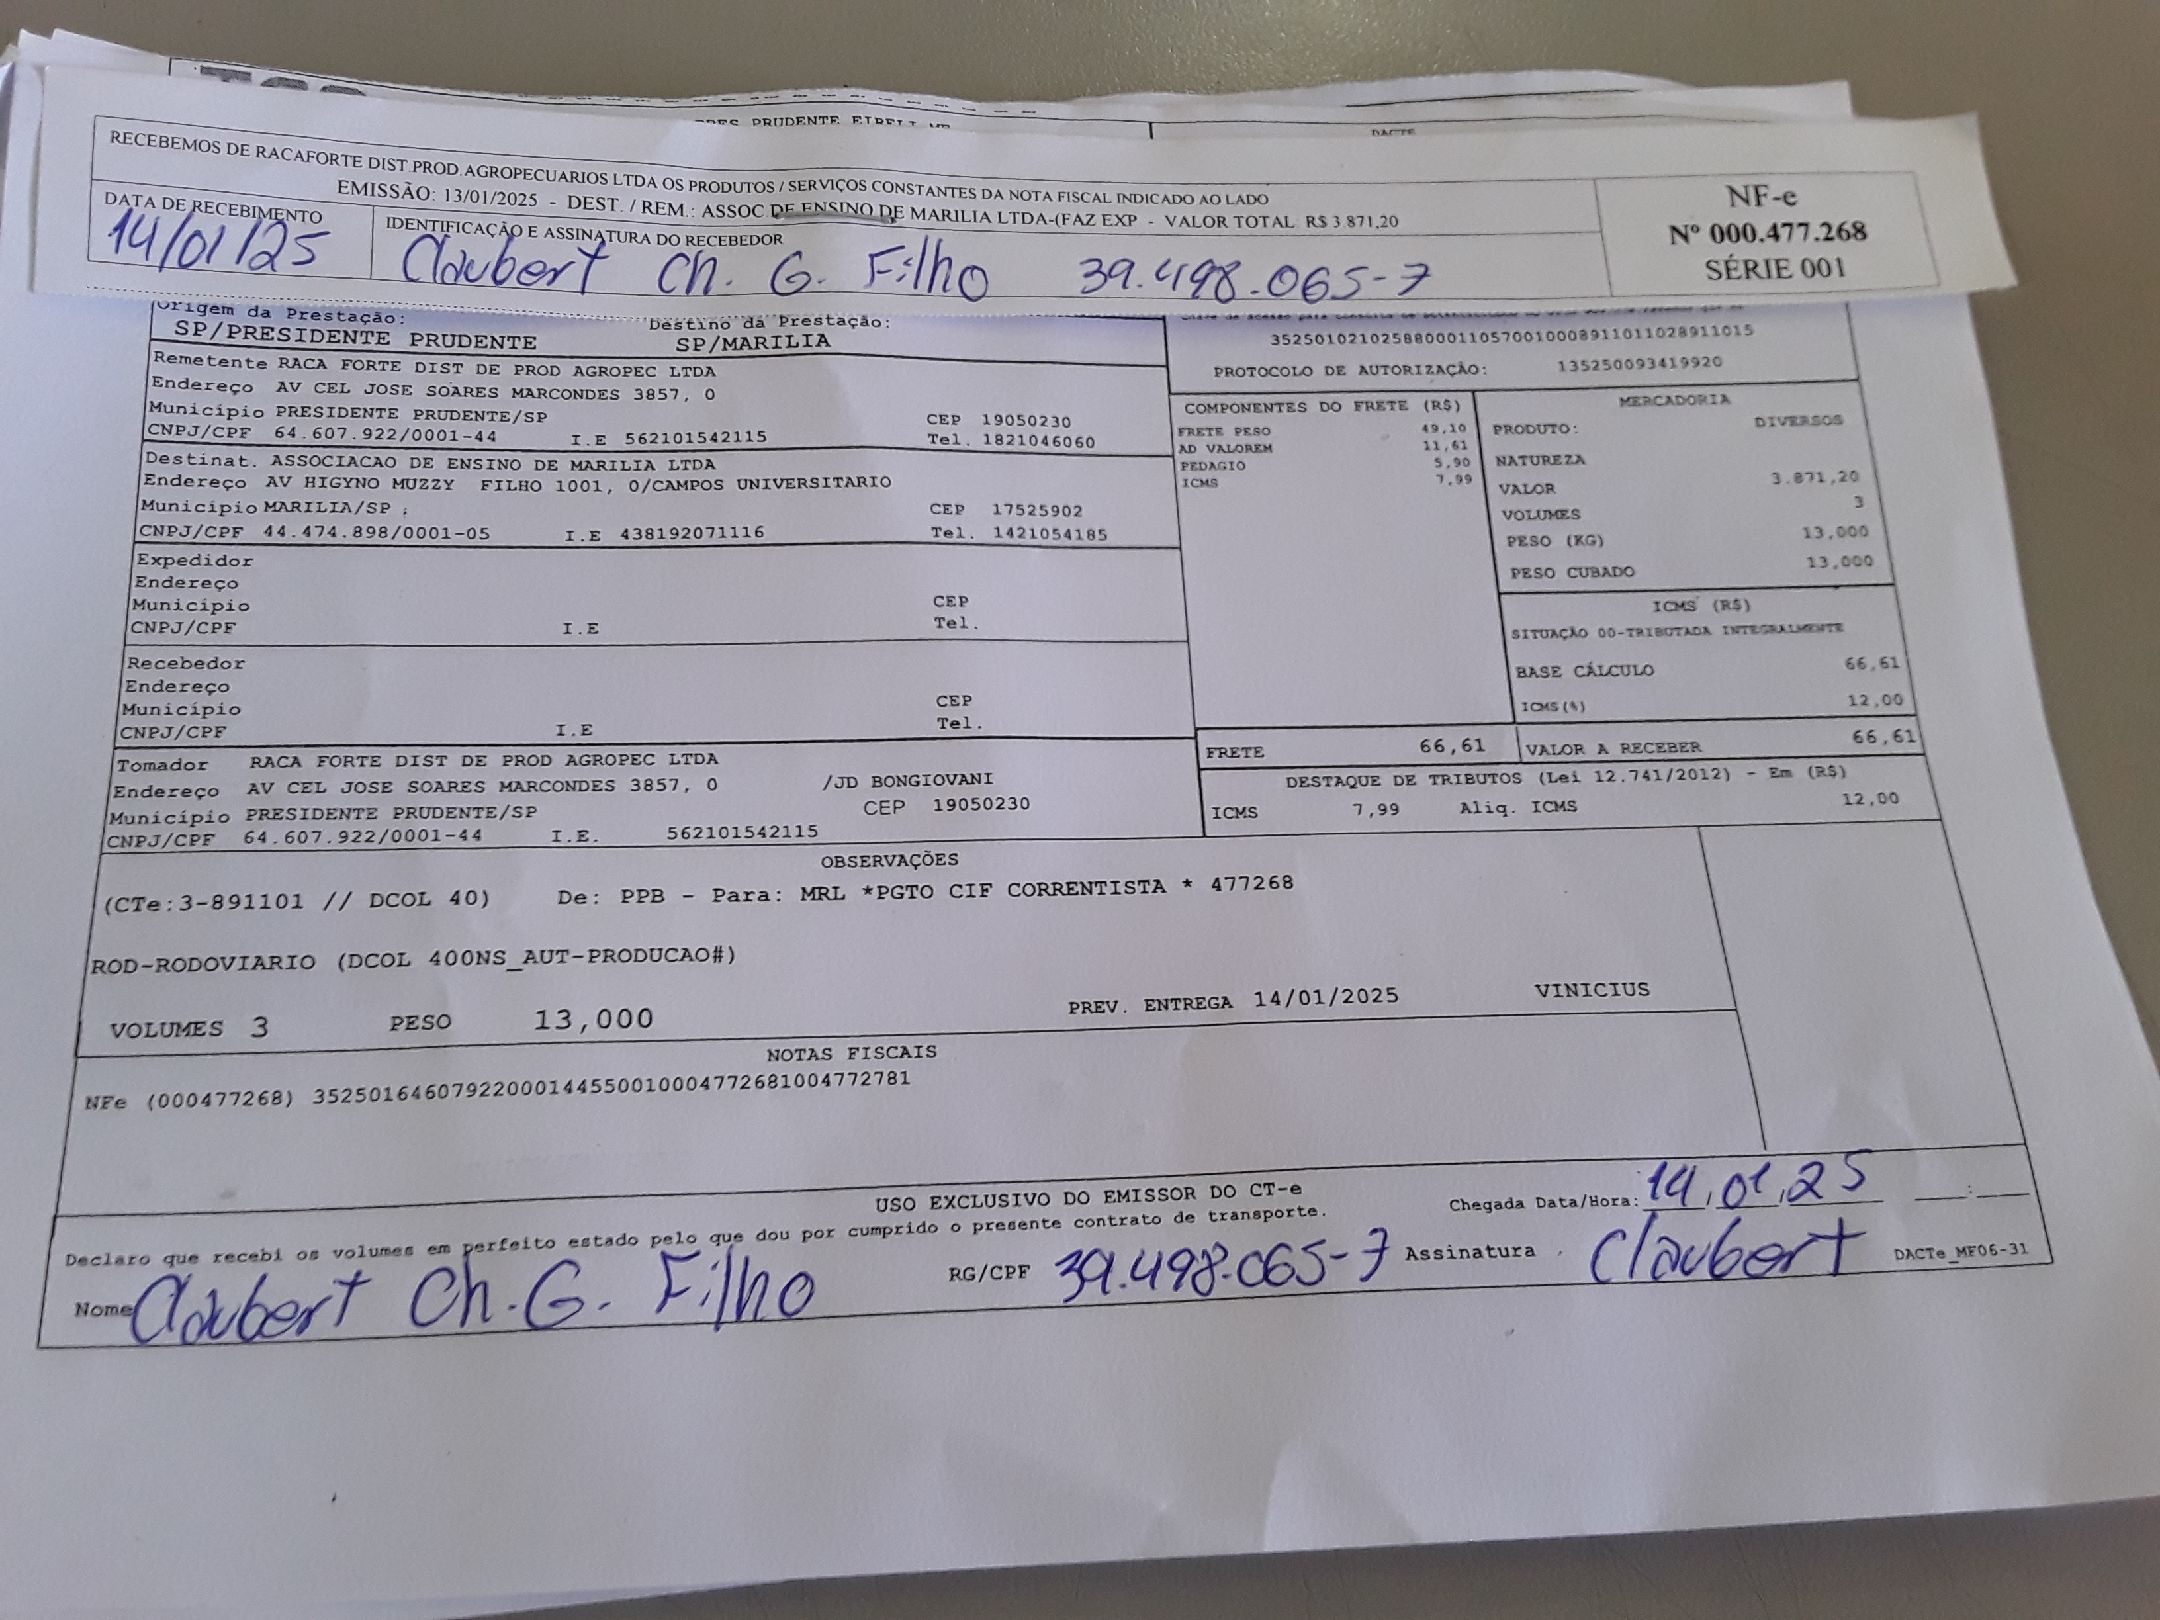 PRES PRUDENTE EIRELI
DACTE
RECEBEMOS DE RACAFORTE DIST.PROD.AGROPECUARIOS LTDA OS PRODUTOS / SERVIÇOS CONSTANTES DA NOTA FISCAL INDICADO AO LADO
EMISSÃO: 13/01/2025 - DEST. / REM.: ASSOC DE ENSINO DE MARILIA LTDA-(FAZ EXP - VALOR TOTAL R$ 3 871,20
NF-e
Nº 000.477.268
SÉRIE 001
DATA DE RECEBIMENTO
14/01/25
IDENTIFICAÇÃO E ASSINATURA DO RECEBEDOR
Claubert Ch. G. Filho 39.498.065-7
Origem da Prestação: Destino da Prestação:
SP/PRESIDENTE PRUDENTE SP/MARILIA
35250102102588000110570010008911011028911015
PROTOCOLO DE AUTORIZAÇÃO: 135250093419920
Remetente RACA FORTE DIST DE PROD AGROPEC LTDA
Endereço AV CEL JOSE SOARES MARCONDES 3857, 0
Município PRESIDENTE PRUDENTE/SP CEP 19050230
CNPJ/CPF 64.607.922/0001-44 I.E 562101542115 Tel. 1821046060
Destinat. ASSOCIACAO DE ENSINO DE MARILIA LTDA
Endereço AV HIGYNO MUZZY FILHO 1001, 0/CAMPOS UNIVERSITARIO
Município MARILIA/SP ; CEP 17525902
CNPJ/CPF 44.474.898/0001-05 I.E 438192071116 Tel. 1421054185
Expedidor
Endereço
Município CEP
CNPJ/CPF I.E Tel.
Recebedor
Endereço
Município CEP
CNPJ/CPF I.E Tel.
Tomador RACA FORTE DIST DE PROD AGROPEC LTDA
Endereço AV CEL JOSE SOARES MARCONDES 3857, 0 /JD BONGIOVANI
Município PRESIDENTE PRUDENTE/SP CEP 19050230
CNPJ/CPF 64.607.922/0001-44 I.E. 562101542115
COMPONENTES DO FRETE (R$)
FRETE PESO 49,10
AD VALOREM 11,61
PEDAGIO 5,90
ICMS 7,99
MERCADORIA
PRODUTO: DIVERSOS
NATUREZA
VALOR 3.871,20
VOLUMES 3
PESO (KG) 13,000
PESO CUBADO 13,000
ICMS (R$)
SITUAÇÃO 00-TRIBUTADA INTEGRALMENTE
BASE CÁLCULO 66,61
ICMS(%) 12,00
FRETE 66,61 VALOR A RECEBER 66,61
DESTAQUE DE TRIBUTOS (Lei 12.741/2012) - Em (R$)
ICMS 7,99 Aliq. ICMS 12,00
OBSERVAÇÕES
(CTe:3-891101 // DCOL 40) De: PPB - Para: MRL *PGTO CIF CORRENTISTA * 477268
ROD-RODOVIARIO (DCOL 400NS_AUT-PRODUCAO#)
VOLUMES 3 PESO 13,000 PREV. ENTREGA 14/01/2025 VINICIUS
NOTAS FISCAIS
NFe (000477268) 35250164607922000144550010004772681004772781
USO EXCLUSIVO DO EMISSOR DO CT-e
Chegada Data/Hora: 14,01,25 ___:___
Declaro que recebi os volumes em perfeito estado pelo que dou por cumprido o presente contrato de transporte.
Nome Claubert Ch. G. Filho RG/CPF 39.498.065-7 Assinatura Claubert DACTe_MF06-31